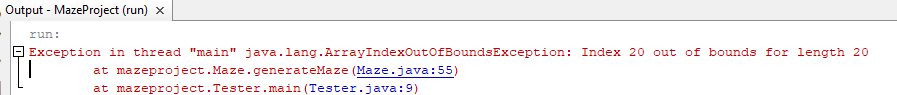 Output - MazeProject (run) ×
run:
Exception in thread "main" java.lang.ArrayIndexOutOfBoundsException: Index 20 out of bounds for length 20
at mazeproject.Maze.generateMaze(Maze.java:55)
at mazeproject.Tester.main(Tester.java:9)